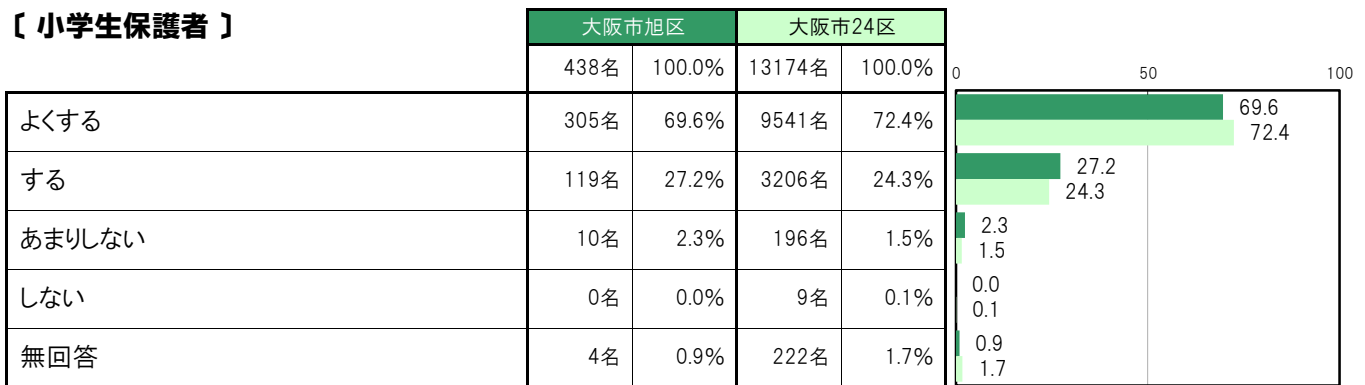 〔 小学生保護者 〕
大阪市旭区 大阪市24区
438名 100.0% 13174名 100.0%
0 50 100
よくする 305名 69.6% 9541名 72.4%
69.6
72.4
する 119名 27.2% 3206名 24.3%
27.2
24.3
あまりしない 10名 2.3% 196名 1.5%
2.3
1.5
しない 0名 0.0% 9名 0.1%
0.0
0.1
無回答 4名 0.9% 222名 1.7%
0.9
1.7